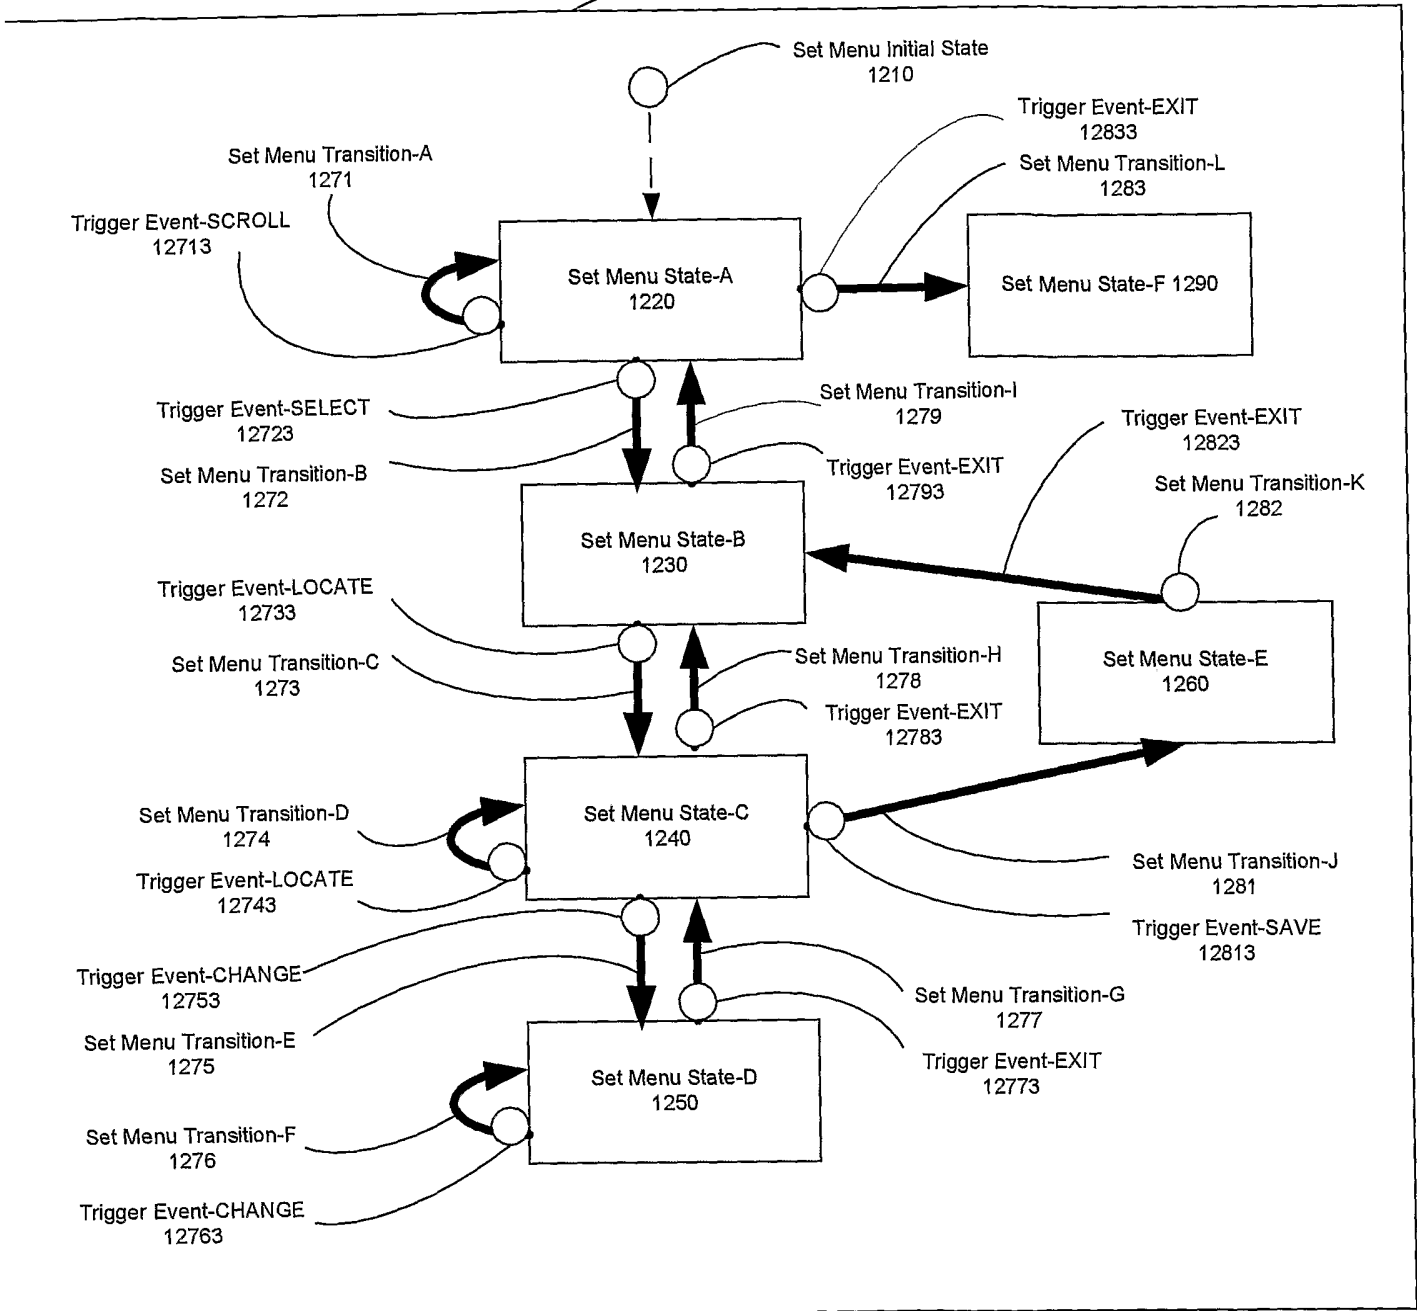 Set Menu Initial State
1210
Trigger Event-EXIT
12833
Set Menu Transition-A
1271
Set Menu Transition-L
1283
Trigger Event-SCROLL
12713
Set Menu State-A
1220
Set Menu State-F 1290
Trigger Event-SELECT
12723
Set Menu Transition-I
1279
Trigger Event-EXIT
12823
Set Menu Transition-B
1272
Trigger Event-EXIT
12793
Set Menu Transition-K
1282
Set Menu State-B
1230
Trigger Event-LOCATE
12733
Set Menu Transition-C
1273
Set Menu Transition-H
1278
Set Menu State-E
1260
Trigger Event-EXIT
12783
Set Menu Transition-D
1274
Set Menu State-C
1240
Trigger Event-LOCATE
12743
Set Menu Transition-J
1281
Trigger Event-SAVE
12813
Trigger Event-CHANGE
12753
Set Menu Transition-G
1277
Set Menu Transition-E
1275
Trigger Event-EXIT
12773
Set Menu State-D
1250
Set Menu Transition-F
1276
Trigger Event-CHANGE
12763